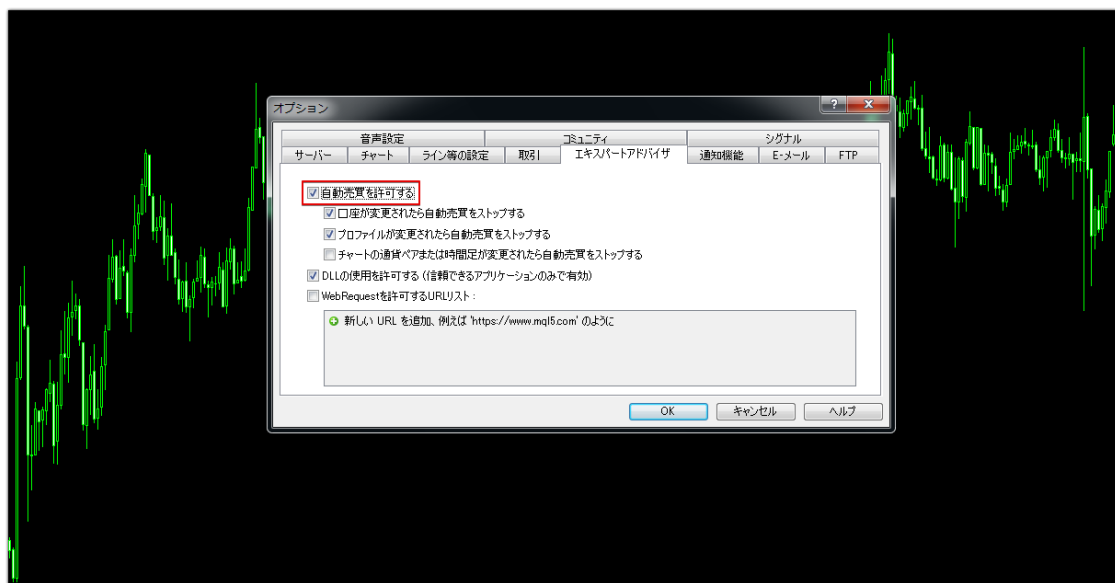 オプション
音声設定 コミュニティ シグナル
サーバー チャート ライン等の設定 取引 エキスパートアドバイザ 通知機能 E-メール FTP
自動売買を許可する
口座が変更されたら自動売買をストップする
プロファイルが変更されたら自動売買をストップする
チャートの通貨ペアまたは時間足が変更されたら自動売買をストップする
DLLの使用を許可する (信頼できるアプリケーションのみで有効)
WebRequestを許可するURLリスト:
新しい URL を追加、例えば 'https://www.mql5.com' のように
OK キャンセル ヘルプ